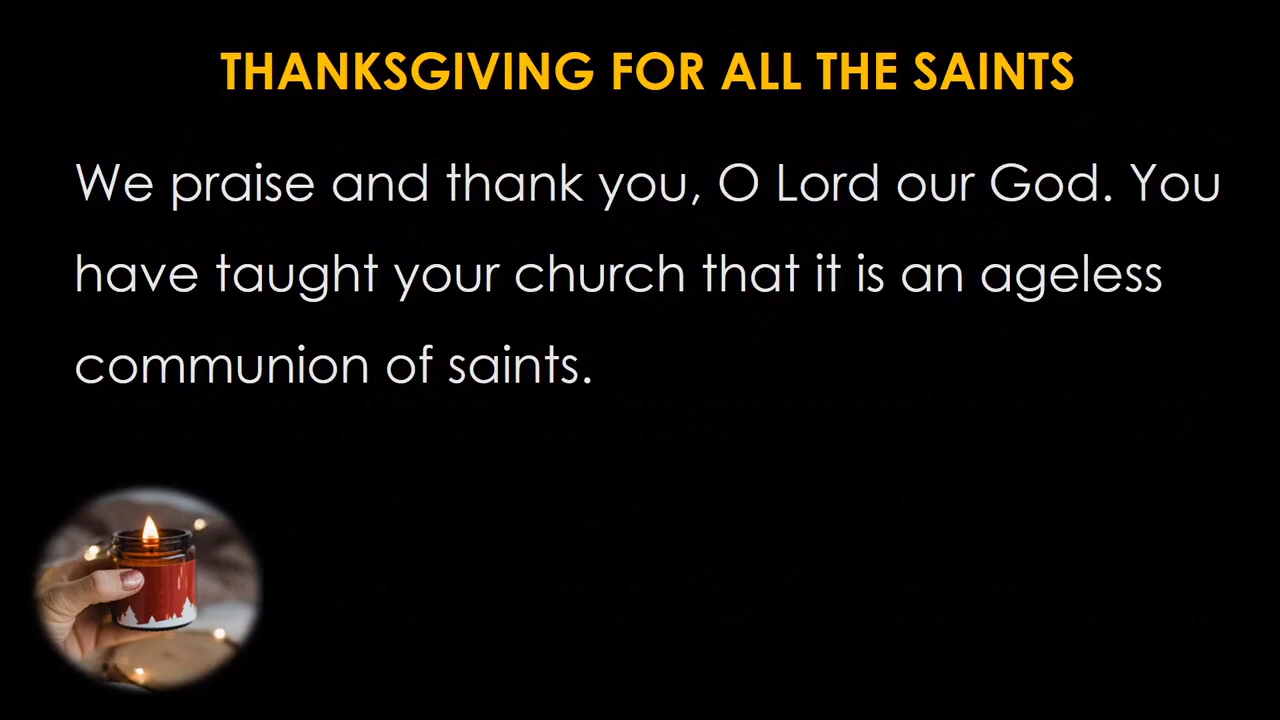 THANKSGIVING FOR ALL THE SAINTS
We praise and thank you, O Lord our God. You
have taught your church that it is an ageless
communion of saints.